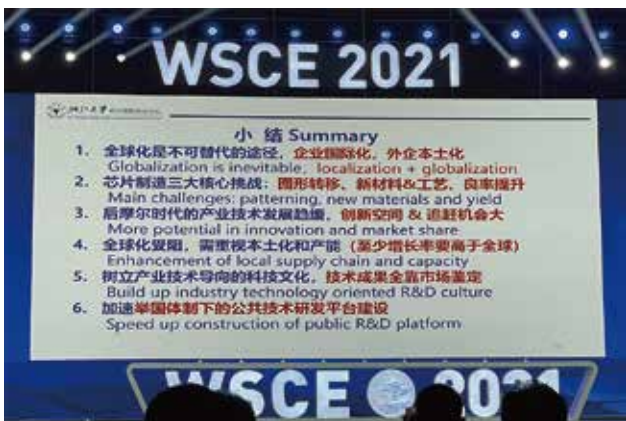 WSCE 2021
浙江大学
小 结 Summary
1. 全球化是不可替代的途径，企业国际化，外企本土化
Globalization is inevitable; localization + globalization
2. 芯片制造三大核心挑战：图形转移、新材料&工艺、良率提升
Main challenges: patterning, new materials and yield
3. 后摩尔时代的产业技术发展趋缓，创新空间 & 追赶机会大
More potential in innovation and market share
4. 全球化受阻，需重视本土化和产能（至少增长率要高于全球）
Enhancement of local supply chain and capacity
5. 树立产业技术导向的科技文化，技术成果全靠市场鉴定
Build up industry technology oriented R&D culture
6. 加速举国体制下的公共技术研发平台建设
Speed up construction of public R&D platform
WSCE 2021